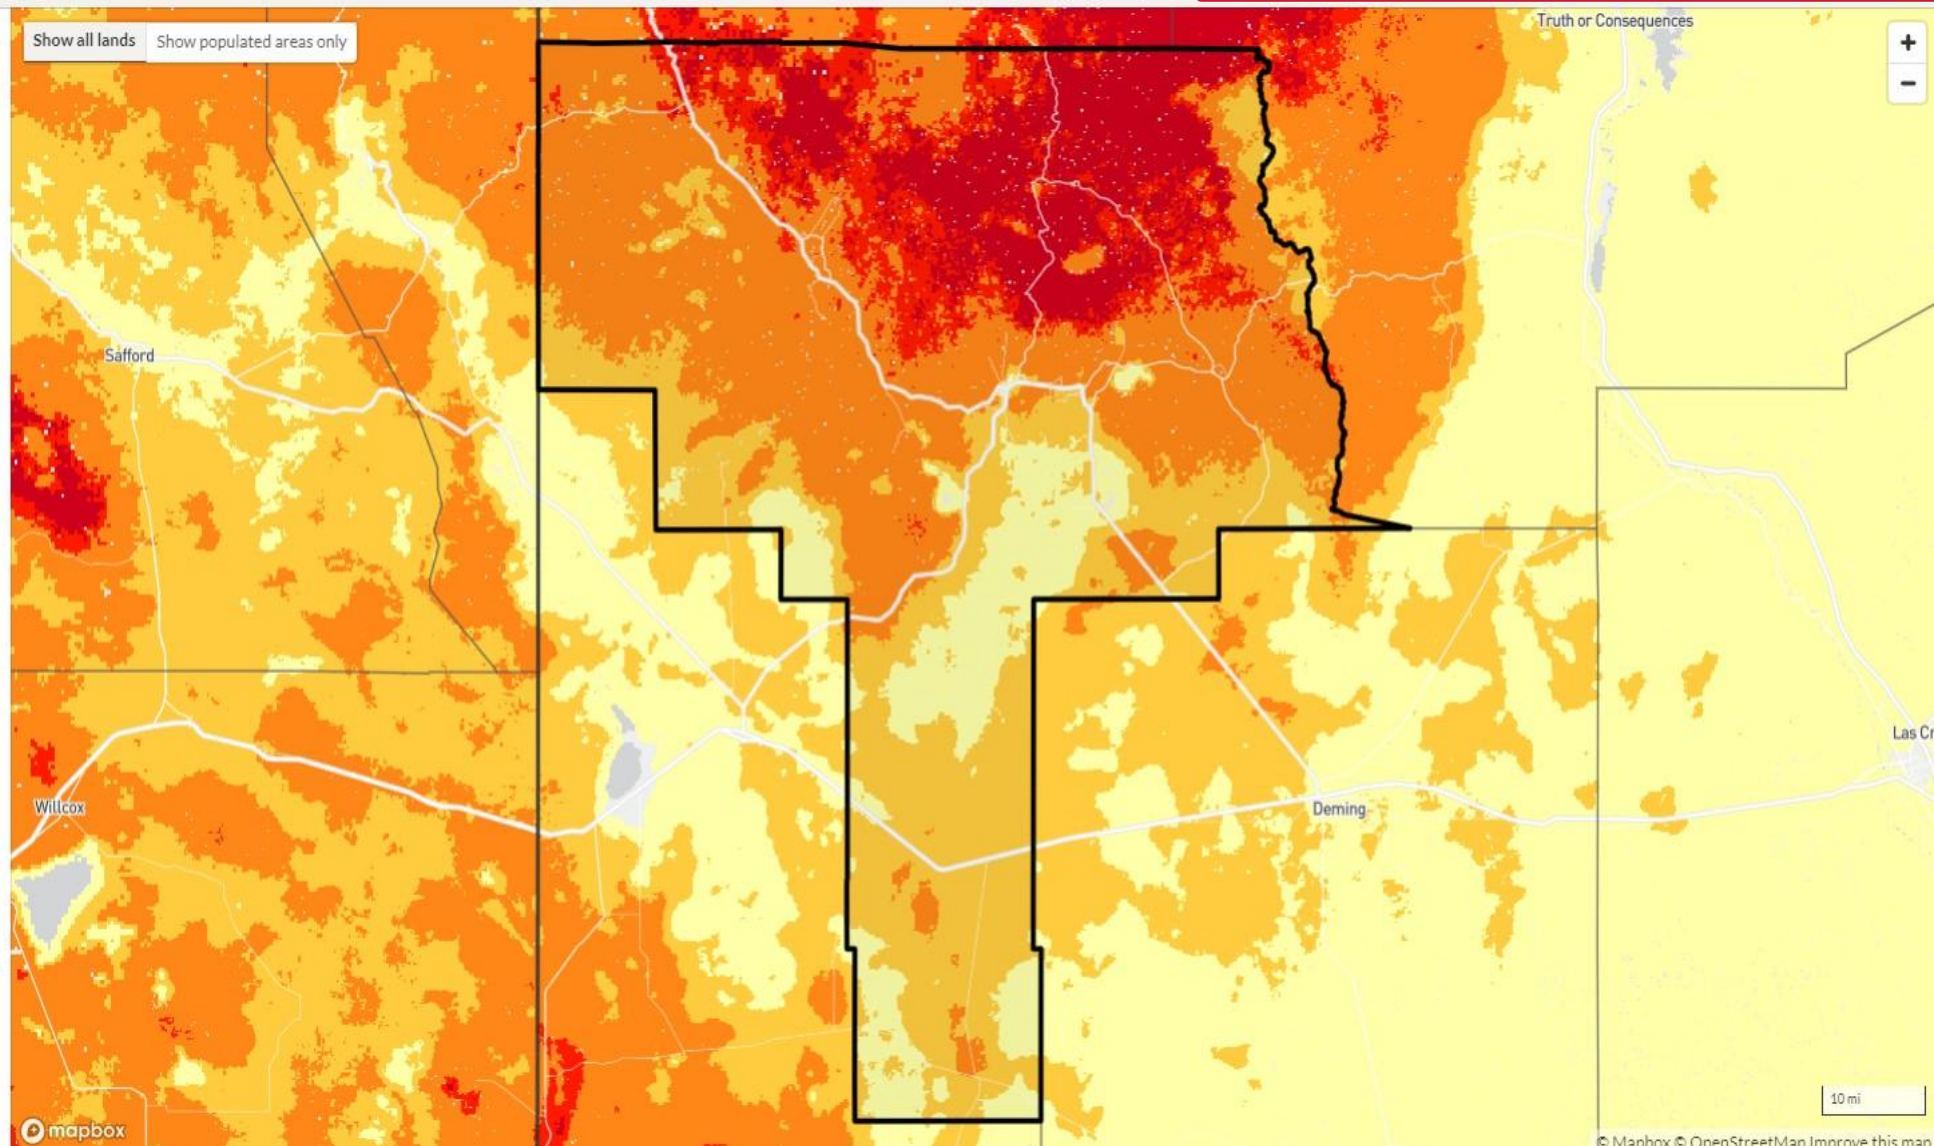 Show all lands Show populated areas only
Truth or Consequences
+
−
Safford
Las Cr
Willcox
Deming
10 mi
mapbox
© Mapbox © OpenStreetMap Improve this map